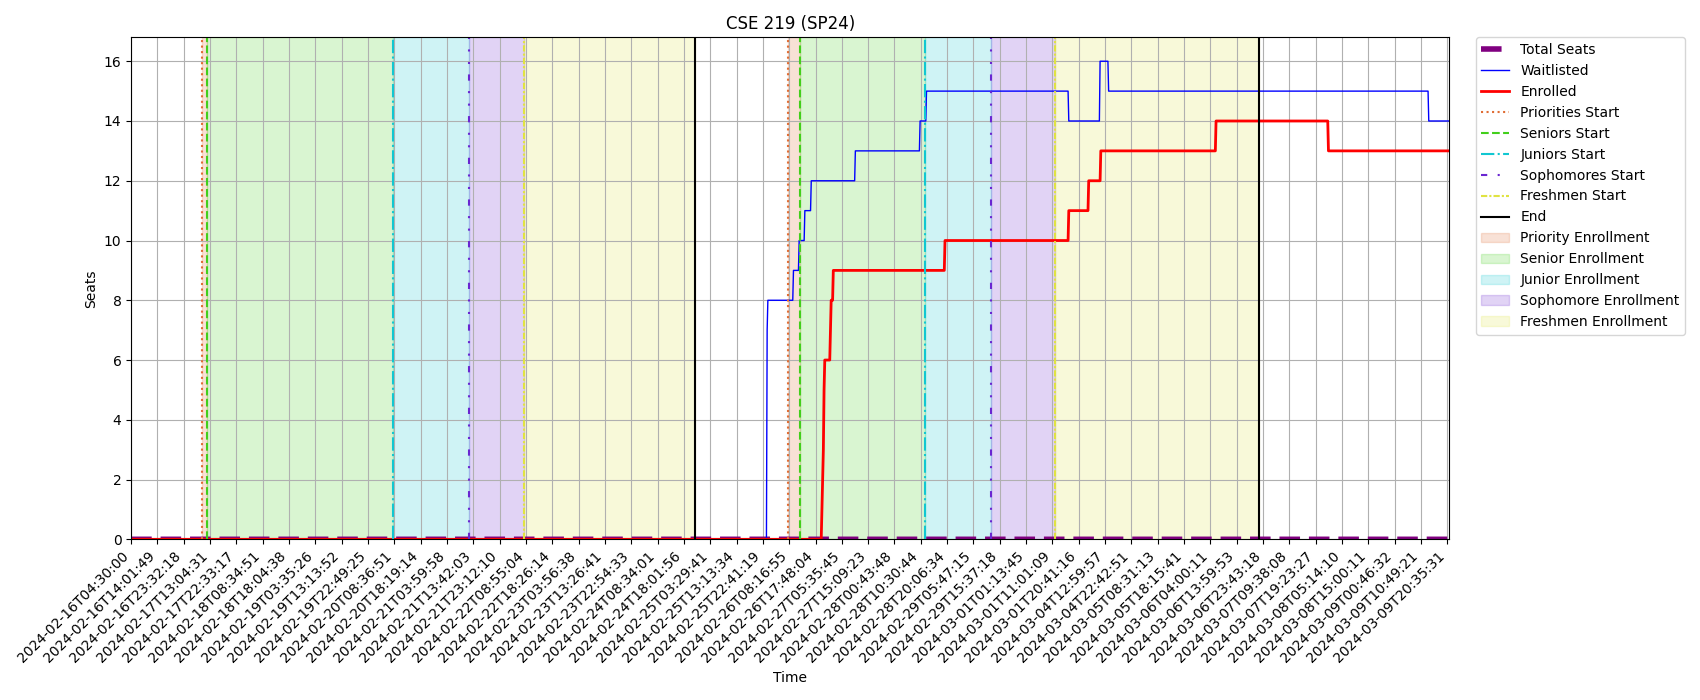 CSE 219 (SP24)
Seats
16
14
12
10
8
6
4
2
0
2024-02-16T04:30:00
2024-02-16T14:01:49
2024-02-16T23:32:18
2024-02-17T13:04:31
2024-02-17T22:33:17
2024-02-18T08:34:51
2024-02-18T18:04:38
2024-02-19T03:35:26
2024-02-19T13:13:52
2024-02-19T22:49:25
2024-02-20T08:36:51
2024-02-20T18:19:14
2024-02-21T03:59:58
2024-02-21T13:42:03
2024-02-21T23:12:10
2024-02-22T08:55:04
2024-02-22T18:26:14
2024-02-23T03:56:38
2024-02-23T13:26:41
2024-02-23T22:54:33
2024-02-24T08:34:01
2024-02-24T18:01:56
2024-02-25T03:29:41
2024-02-25T13:13:34
2024-02-25T22:41:19
2024-02-26T08:16:55
2024-02-26T17:48:04
2024-02-27T05:35:45
2024-02-27T15:09:23
2024-02-28T00:43:48
2024-02-28T10:30:44
2024-02-28T20:06:34
2024-02-29T05:47:15
2024-02-29T15:37:18
2024-03-01T01:13:45
2024-03-01T11:01:09
2024-03-01T20:41:16
2024-03-04T12:59:57
2024-03-04T22:42:51
2024-03-05T08:31:13
2024-03-05T18:15:41
2024-03-06T04:00:11
2024-03-06T13:59:53
2024-03-06T23:43:18
2024-03-07T09:38:08
2024-03-07T19:23:27
2024-03-08T05:14:10
2024-03-08T15:00:11
2024-03-09T00:46:32
2024-03-09T10:49:21
2024-03-09T20:35:31
Time
Total Seats
Waitlisted
Enrolled
Priorities Start
Seniors Start
Juniors Start
Sophomores Start
Freshmen Start
End
Priority Enrollment
Senior Enrollment
Junior Enrollment
Sophomore Enrollment
Freshmen Enrollment